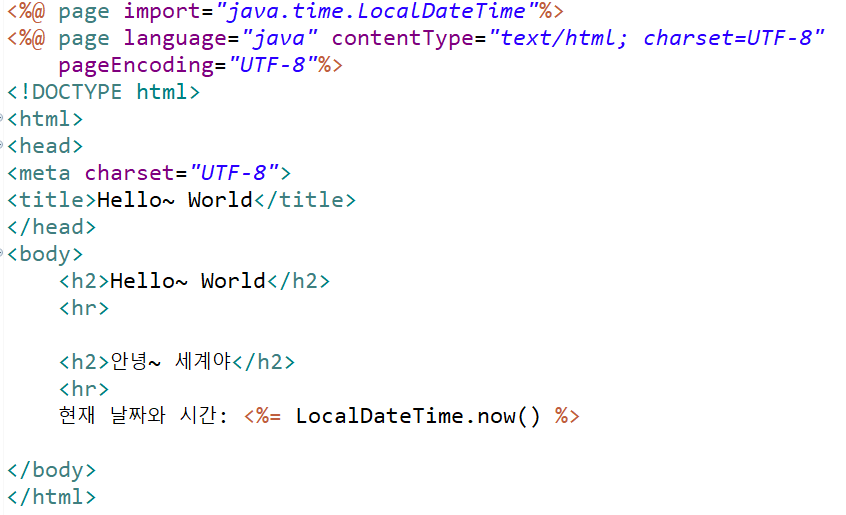 <%@ page import="java.time.LocalDateTime"%>
<%@ page language="java" contentType="text/html; charset=UTF-8"
    pageEncoding="UTF-8"%>
<!DOCTYPE html>
<html>
<head>
<meta charset="UTF-8">
<title>Hello~ World</title>
</head>
<body>
    <h2>Hello~ World</h2>
    <hr>

    <h2>안녕~ 세계야</h2>
    <hr>
    현재 날짜와 시간: <%= LocalDateTime.now() %>

</body>
</html>